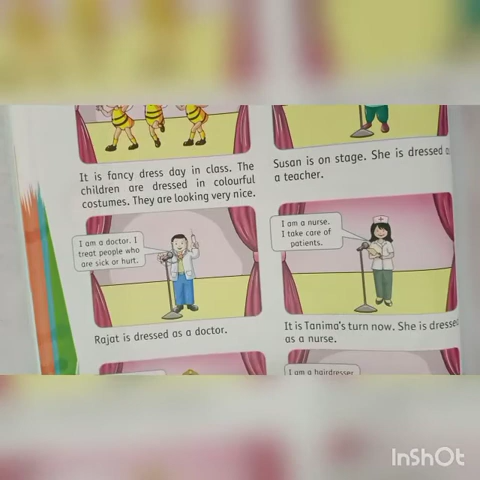 It is fancy dress day in class. The
children are dressed in colourful
costumes. They are looking very nice.
Susan is on stage. She is dressed
a teacher.
I am a doctor. I
treat people who
are sick or hurt.
Rajat is dressed as a doctor.
I am a nurse.
I take care of
patients.
It is Tanima's turn now. She is dressed
as a nurse.
I am a hairdresser
InShOt